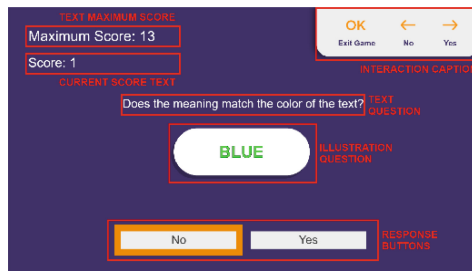 TEXT MAXIMUM SCORE
Maximum Score: 13
Score: 1
CURRENT SCORE TEXT
OK ← →
Exit Game No Yes
INTERACTION CAPTION
Does the meaning match the color of the text?
TEXT
QUESTION
BLUE
ILLUSTRATION
QUESTION
No Yes
RESPONSE
BUTTONS